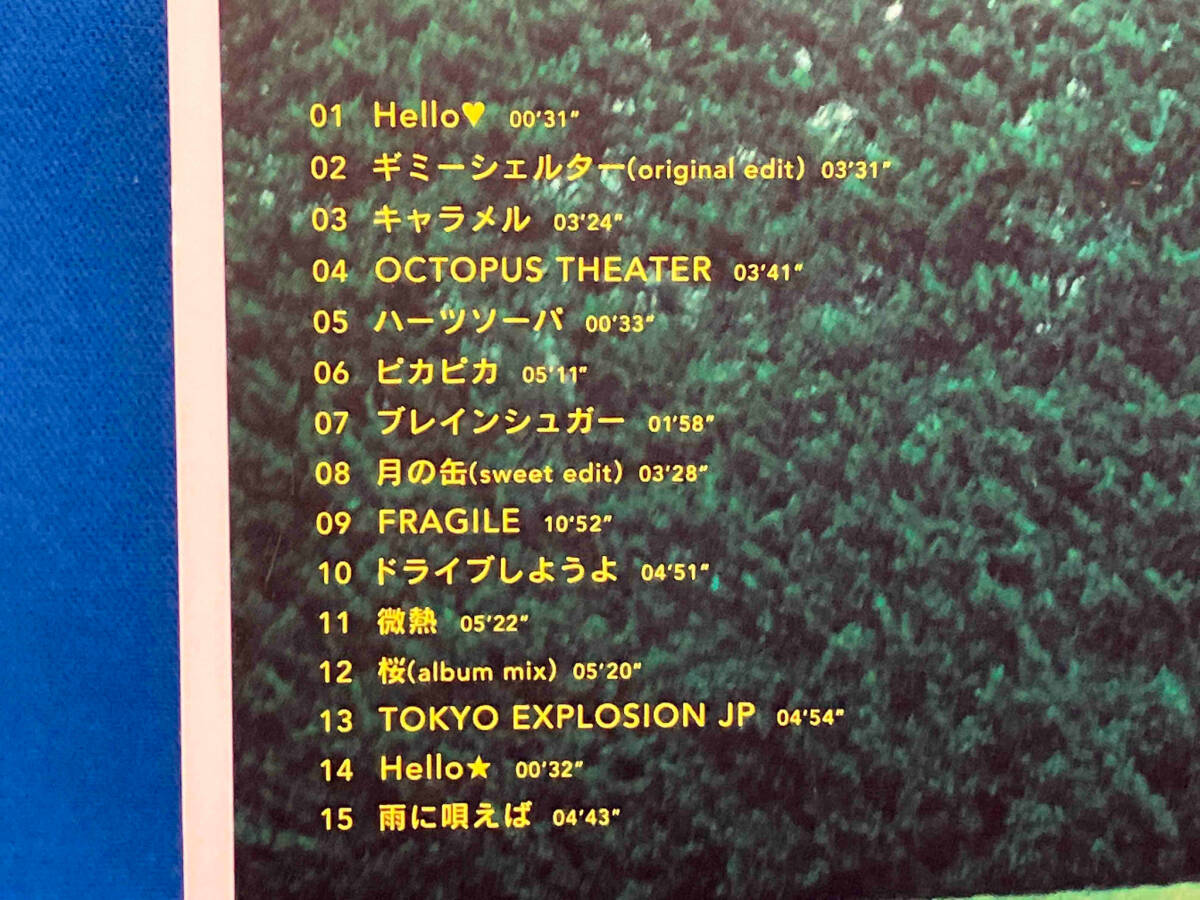 01 Hello♥ 00'31"
02 ギミーシェルター(original edit) 03'31"
03 キャラメル 03'24"
04 OCTOPUS THEATER 03'41"
05 ハーツソーパ 00'33"
06 ピカピカ 05'11"
07 ブレインシュガー 01'58"
08 月の缶(sweet edit) 03'28"
09 FRAGILE 10'52"
10 ドライブしようよ 04'51"
11 微熱 05'22"
12 桜(album mix) 05'20"
13 TOKYO EXPLOSION JP 04'54"
14 Hello★ 00'32"
15 雨に唄えば 04'43"